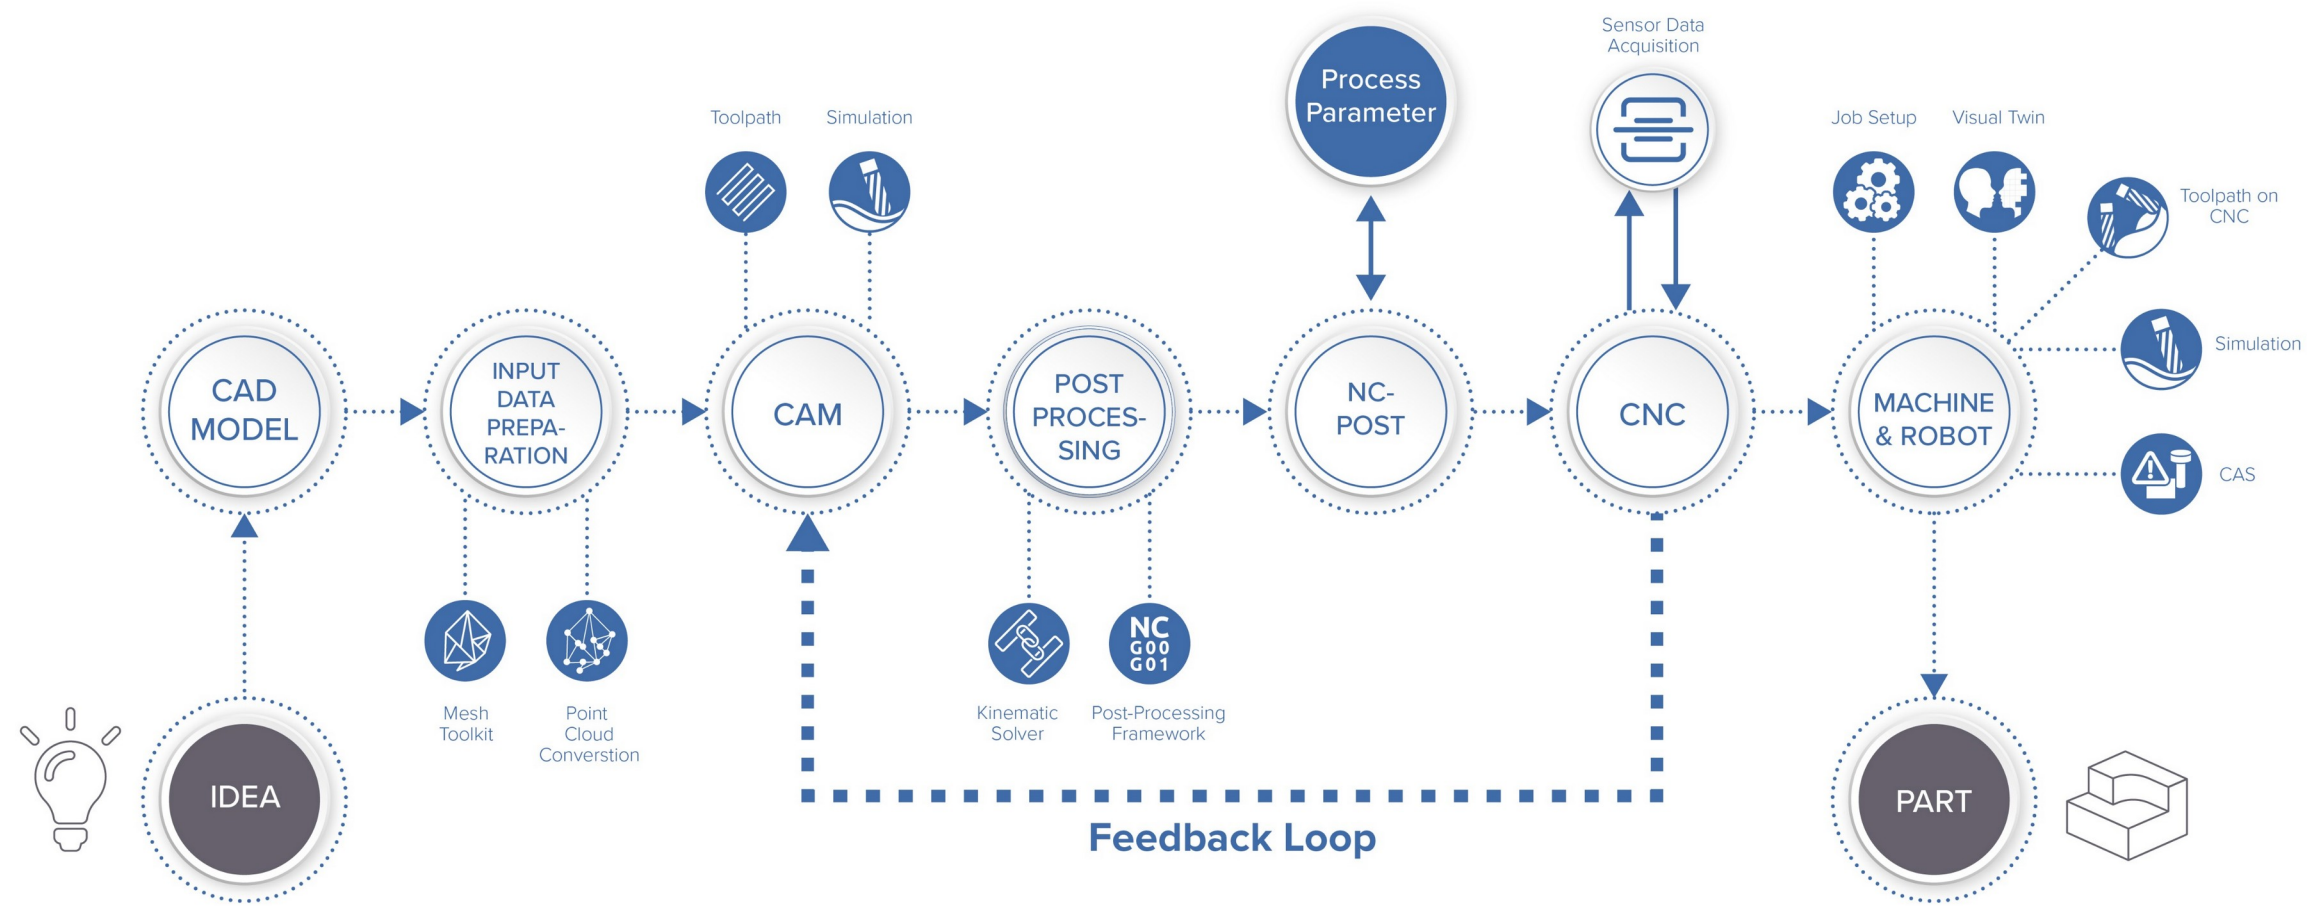 Sensor Data
Acquisition
Process
Parameter
Toolpath
Simulation
Job Setup
Visual Twin
Toolpath on
CNC
Simulation
CAS
CAD
MODEL
INPUT
DATA
PREPA-
RATION
CAM
POST
PROCES-
SING
NC-
POST
CNC
MACHINE
& ROBOT
NC
G00
G01
Mesh
Toolkit
Point
Cloud
Converstion
Kinematic
Solver
Post-Processing
Framework
IDEA
PART
Feedback Loop